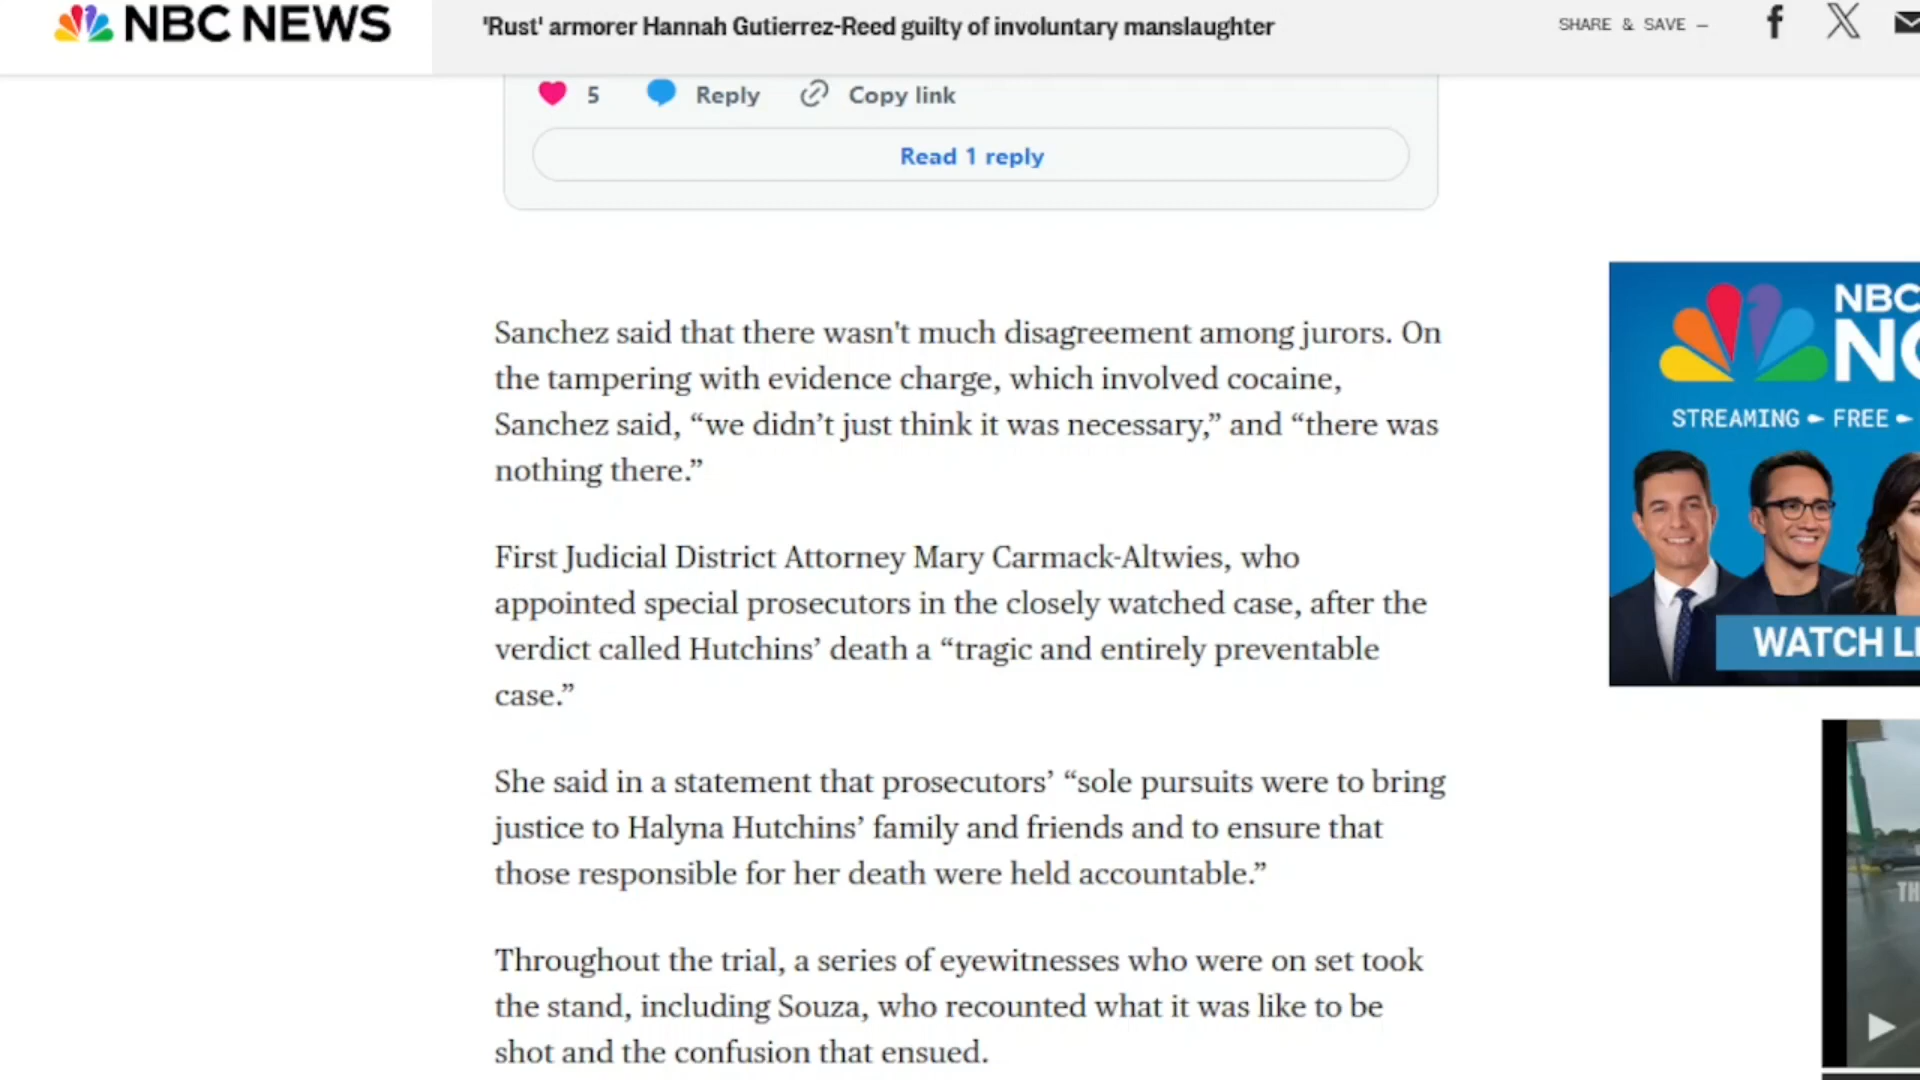 NBC NEWS
'Rust' armorer Hannah Gutierrez-Reed guilty of involuntary manslaughter
SHARE & SAVE –
5 Reply Copy link
Read 1 reply
Sanchez said that there wasn't much disagreement among jurors. On
the tampering with evidence charge, which involved cocaine,
Sanchez said, “we didn’t just think it was necessary,” and “there was
nothing there.”
First Judicial District Attorney Mary Carmack-Altwies, who
appointed special prosecutors in the closely watched case, after the
verdict called Hutchins’ death a “tragic and entirely preventable
case.”
She said in a statement that prosecutors’ “sole pursuits were to bring
justice to Halyna Hutchins’ family and friends and to ensure that
those responsible for her death were held accountable.”
Throughout the trial, a series of eyewitnesses who were on set took
the stand, including Souza, who recounted what it was like to be
shot and the confusion that ensued.
NBC
STREAMING FREE
WATCH